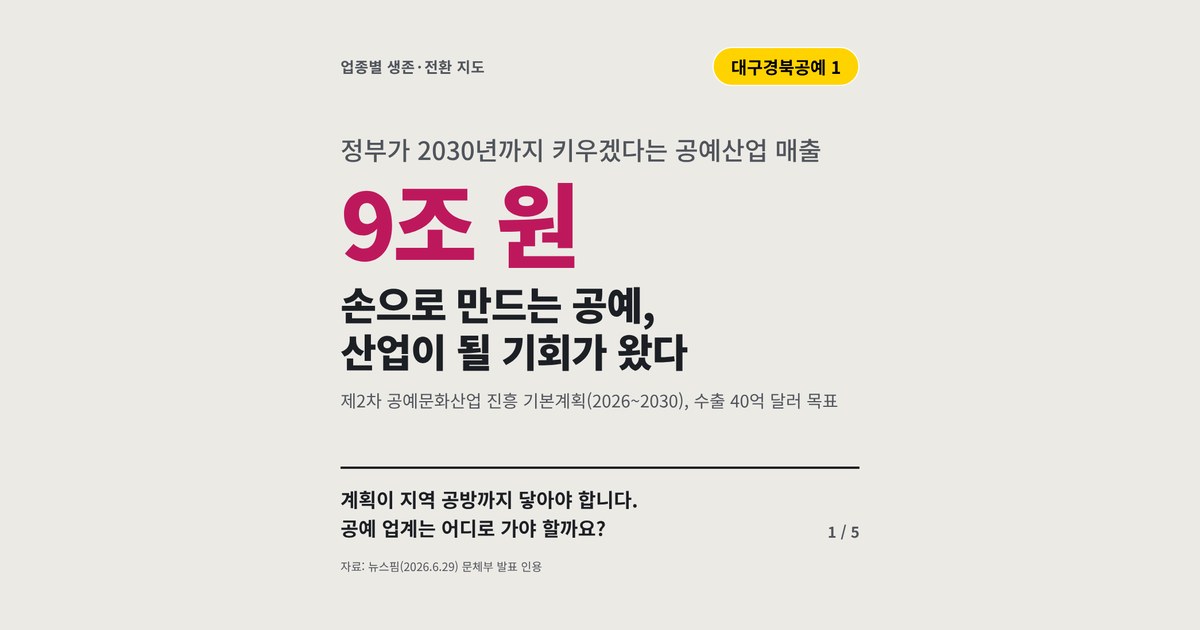 업종별 생존·전환 지도
대구경북공예 1
정부가 2030년까지 키우겠다는 공예산업 매출
9조 원
손으로 만드는 공예,
산업이 될 기회가 왔다
제2차 공예문화산업 진흥 기본계획(2026~2030), 수출 40억 달러 목표
계획이 지역 공방까지 닿아야 합니다.
공예 업계는 어디로 가야 할까요?
1 / 5
자료: 뉴스핌(2026.6.29) 문체부 발표 인용